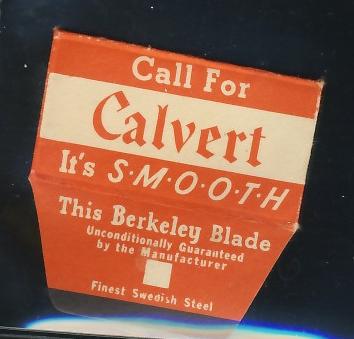 Call For
Calvert
It's S·M·O·O·T·H
This Berkeley Blade
Unconditionally Guaranteed
by the Manufacturer
Finest Swedish Steel